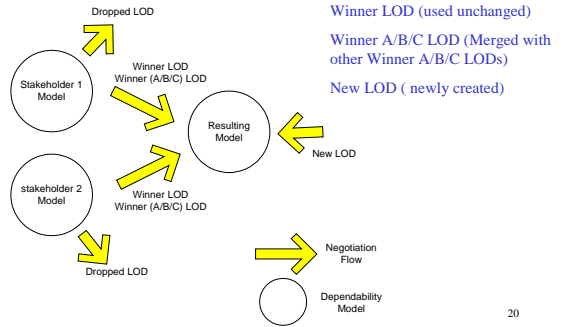 Dropped LOD
Winner LOD (used unchanged)
Winner A/B/C LOD (Merged with
other Winner A/B/C LODs)
New LOD ( newly created)
Winner LOD
Winner (A/B/C) LOD
Stakeholder 1
Model
Resulting
Model
New LOD
stakeholder 2
Model
Winner LOD
Winner (A/B/C) LOD
Dropped LOD
Negotiation
Flow
Dependability
Model
20